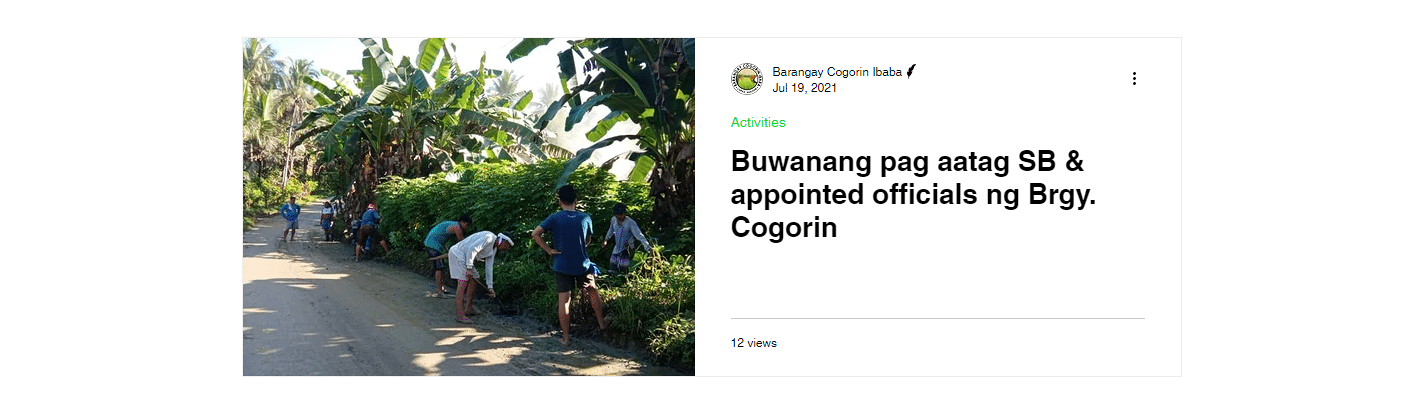 Barangay Cogorin Ibaba
Jul 19, 2021
Activities
Buwanang pag aatag SB &
appointed officials ng Brgy.
Cogorin
12 views